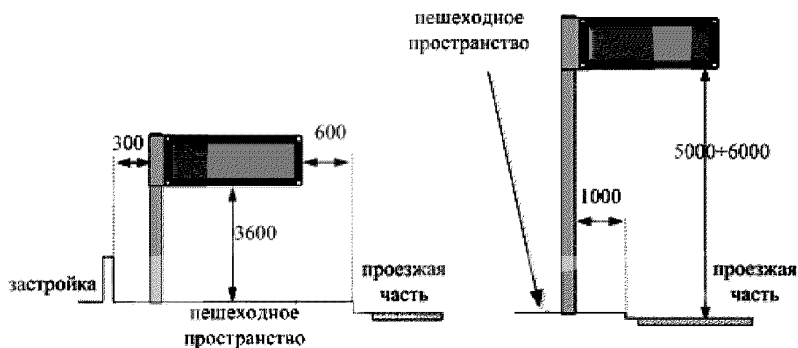 300
600
3600
застройка
проезжая
часть
пешеходное
пространство
пешеходное
пространство
5000÷6000
1000
проезжая
часть